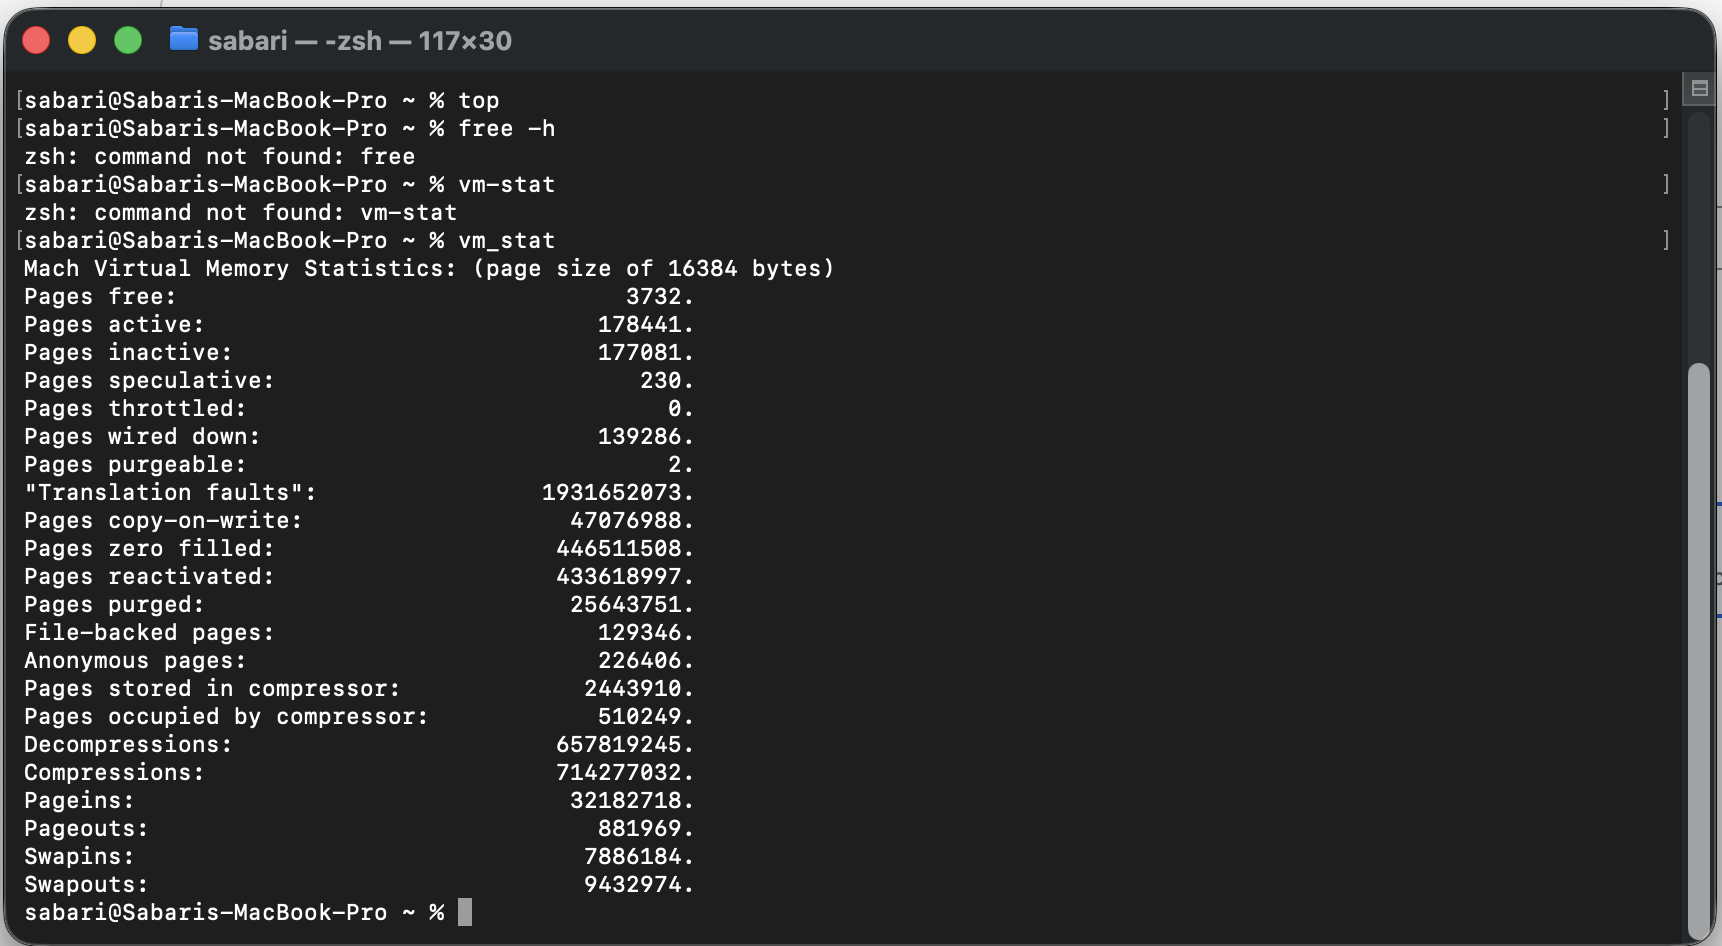 sabari — -zsh — 117×30
[sabari@Sabaris-MacBook-Pro ~ % top ]
[sabari@Sabaris-MacBook-Pro ~ % free -h ]
zsh: command not found: free
[sabari@Sabaris-MacBook-Pro ~ % vm-stat ]
zsh: command not found: vm-stat
[sabari@Sabaris-MacBook-Pro ~ % vm_stat ]
Mach Virtual Memory Statistics: (page size of 16384 bytes)
Pages free: 3732.
Pages active: 178441.
Pages inactive: 177081.
Pages speculative: 230.
Pages throttled: 0.
Pages wired down: 139286.
Pages purgeable: 2.
"Translation faults": 1931652073.
Pages copy-on-write: 47076988.
Pages zero filled: 446511508.
Pages reactivated: 433618997.
Pages purged: 25643751.
File-backed pages: 129346.
Anonymous pages: 226406.
Pages stored in compressor: 2443910.
Pages occupied by compressor: 510249.
Decompressions: 657819245.
Compressions: 714277032.
Pageins: 32182718.
Pageouts: 881969.
Swapins: 7886184.
Swapouts: 9432974.
sabari@Sabaris-MacBook-Pro ~ %